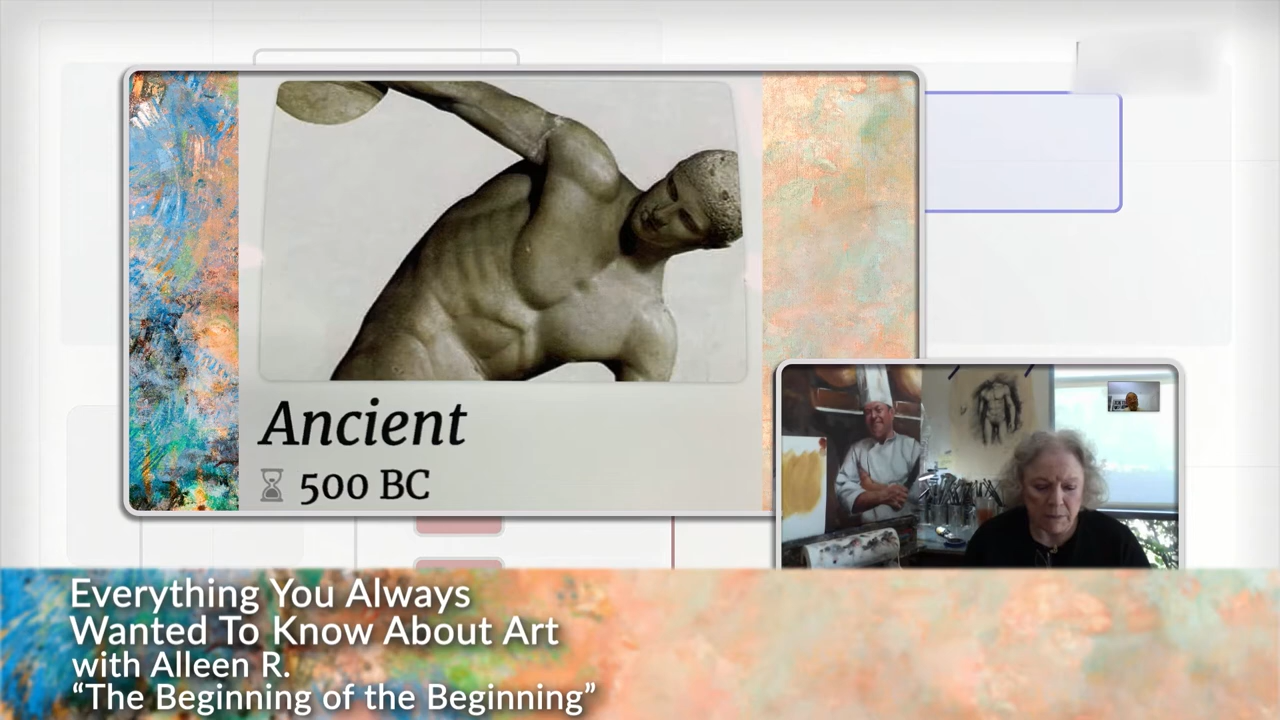 Ancient
500 BC
Everything You Always
Wanted To Know About Art
with Alleen R.
“The Beginning of the Beginning”